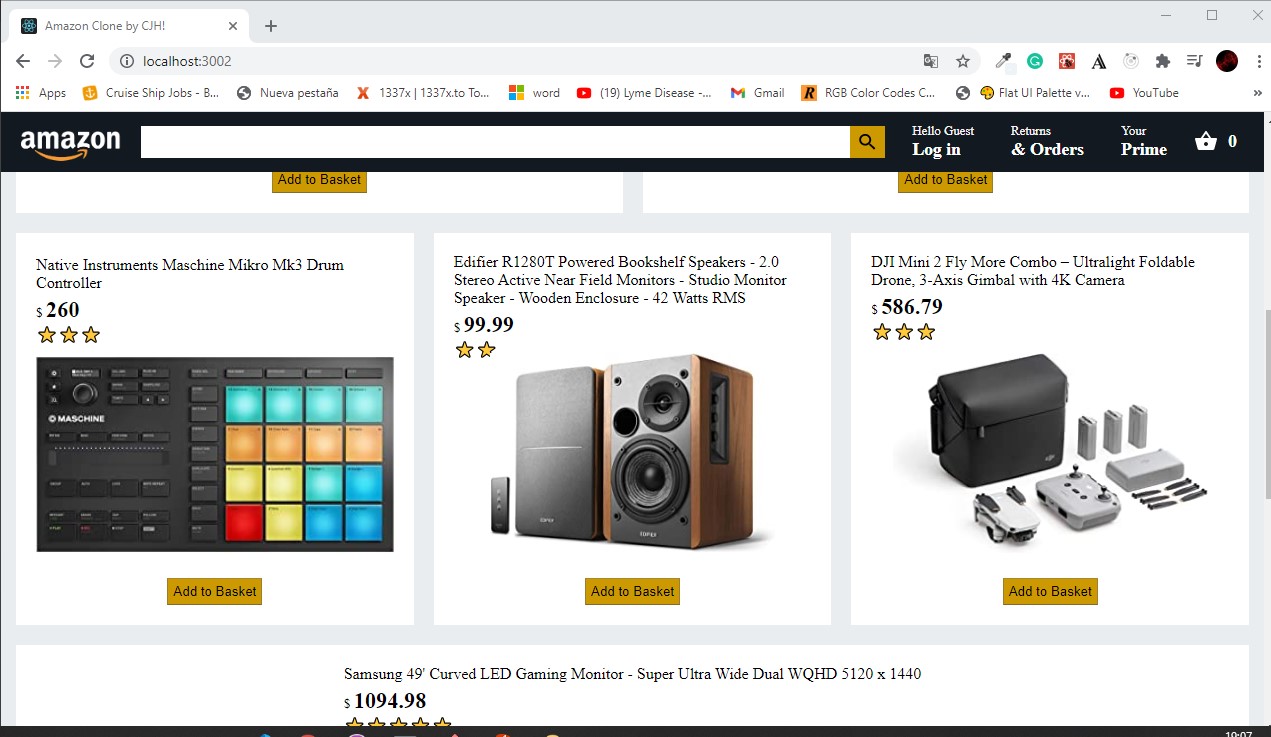 Amazon Clone by CJH!
localhost:3002
Apps
Cruise Ship Jobs - B...
Nueva pestaña
1337x | 1337x.to To...
word
(19) Lyme Disease -...
Gmail
RGB Color Codes C...
Flat UI Palette v...
YouTube
»
amazon
Hello Guest
Log in
Returns
& Orders
Your
Prime
0
Add to Basket
Add to Basket
Native Instruments Maschine Mikro Mk3 Drum
Controller
$ 260
MASCHINE
Add to Basket
Edifier R1280T Powered Bookshelf Speakers - 2.0
Stereo Active Near Field Monitors - Studio Monitor
Speaker - Wooden Enclosure - 42 Watts RMS
$ 99.99
Add to Basket
DJI Mini 2 Fly More Combo – Ultralight Foldable
Drone, 3-Axis Gimbal with 4K Camera
$ 586.79
Add to Basket
Samsung 49' Curved LED Gaming Monitor - Super Ultra Wide Dual WQHD 5120 x 1440
$ 1094.98